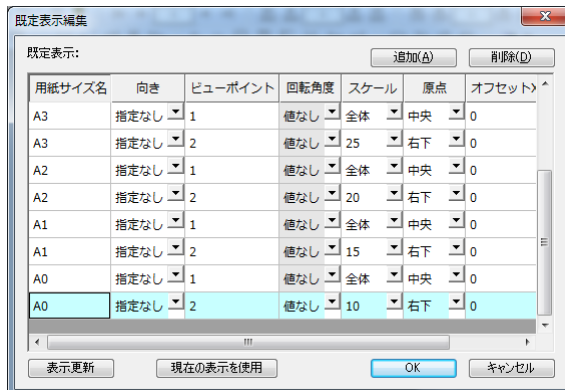 既定表示編集
既定表示: 追加(A) 削除(D)
用紙サイズ名 向き ビューポイント 回転角度 スケール 原点 オフセットX
A3 指定なし 1 値なし 全体 中央 0
A3 指定なし 2 値なし 25 右下 0
A2 指定なし 1 値なし 全体 中央 0
A2 指定なし 2 値なし 20 右下 0
A1 指定なし 1 値なし 全体 中央 0
A1 指定なし 2 値なし 15 右下 0
A0 指定なし 1 値なし 全体 中央 0
A0 指定なし 2 値なし 10 右下 0
表示更新 現在の表示を使用 OK キャンセル